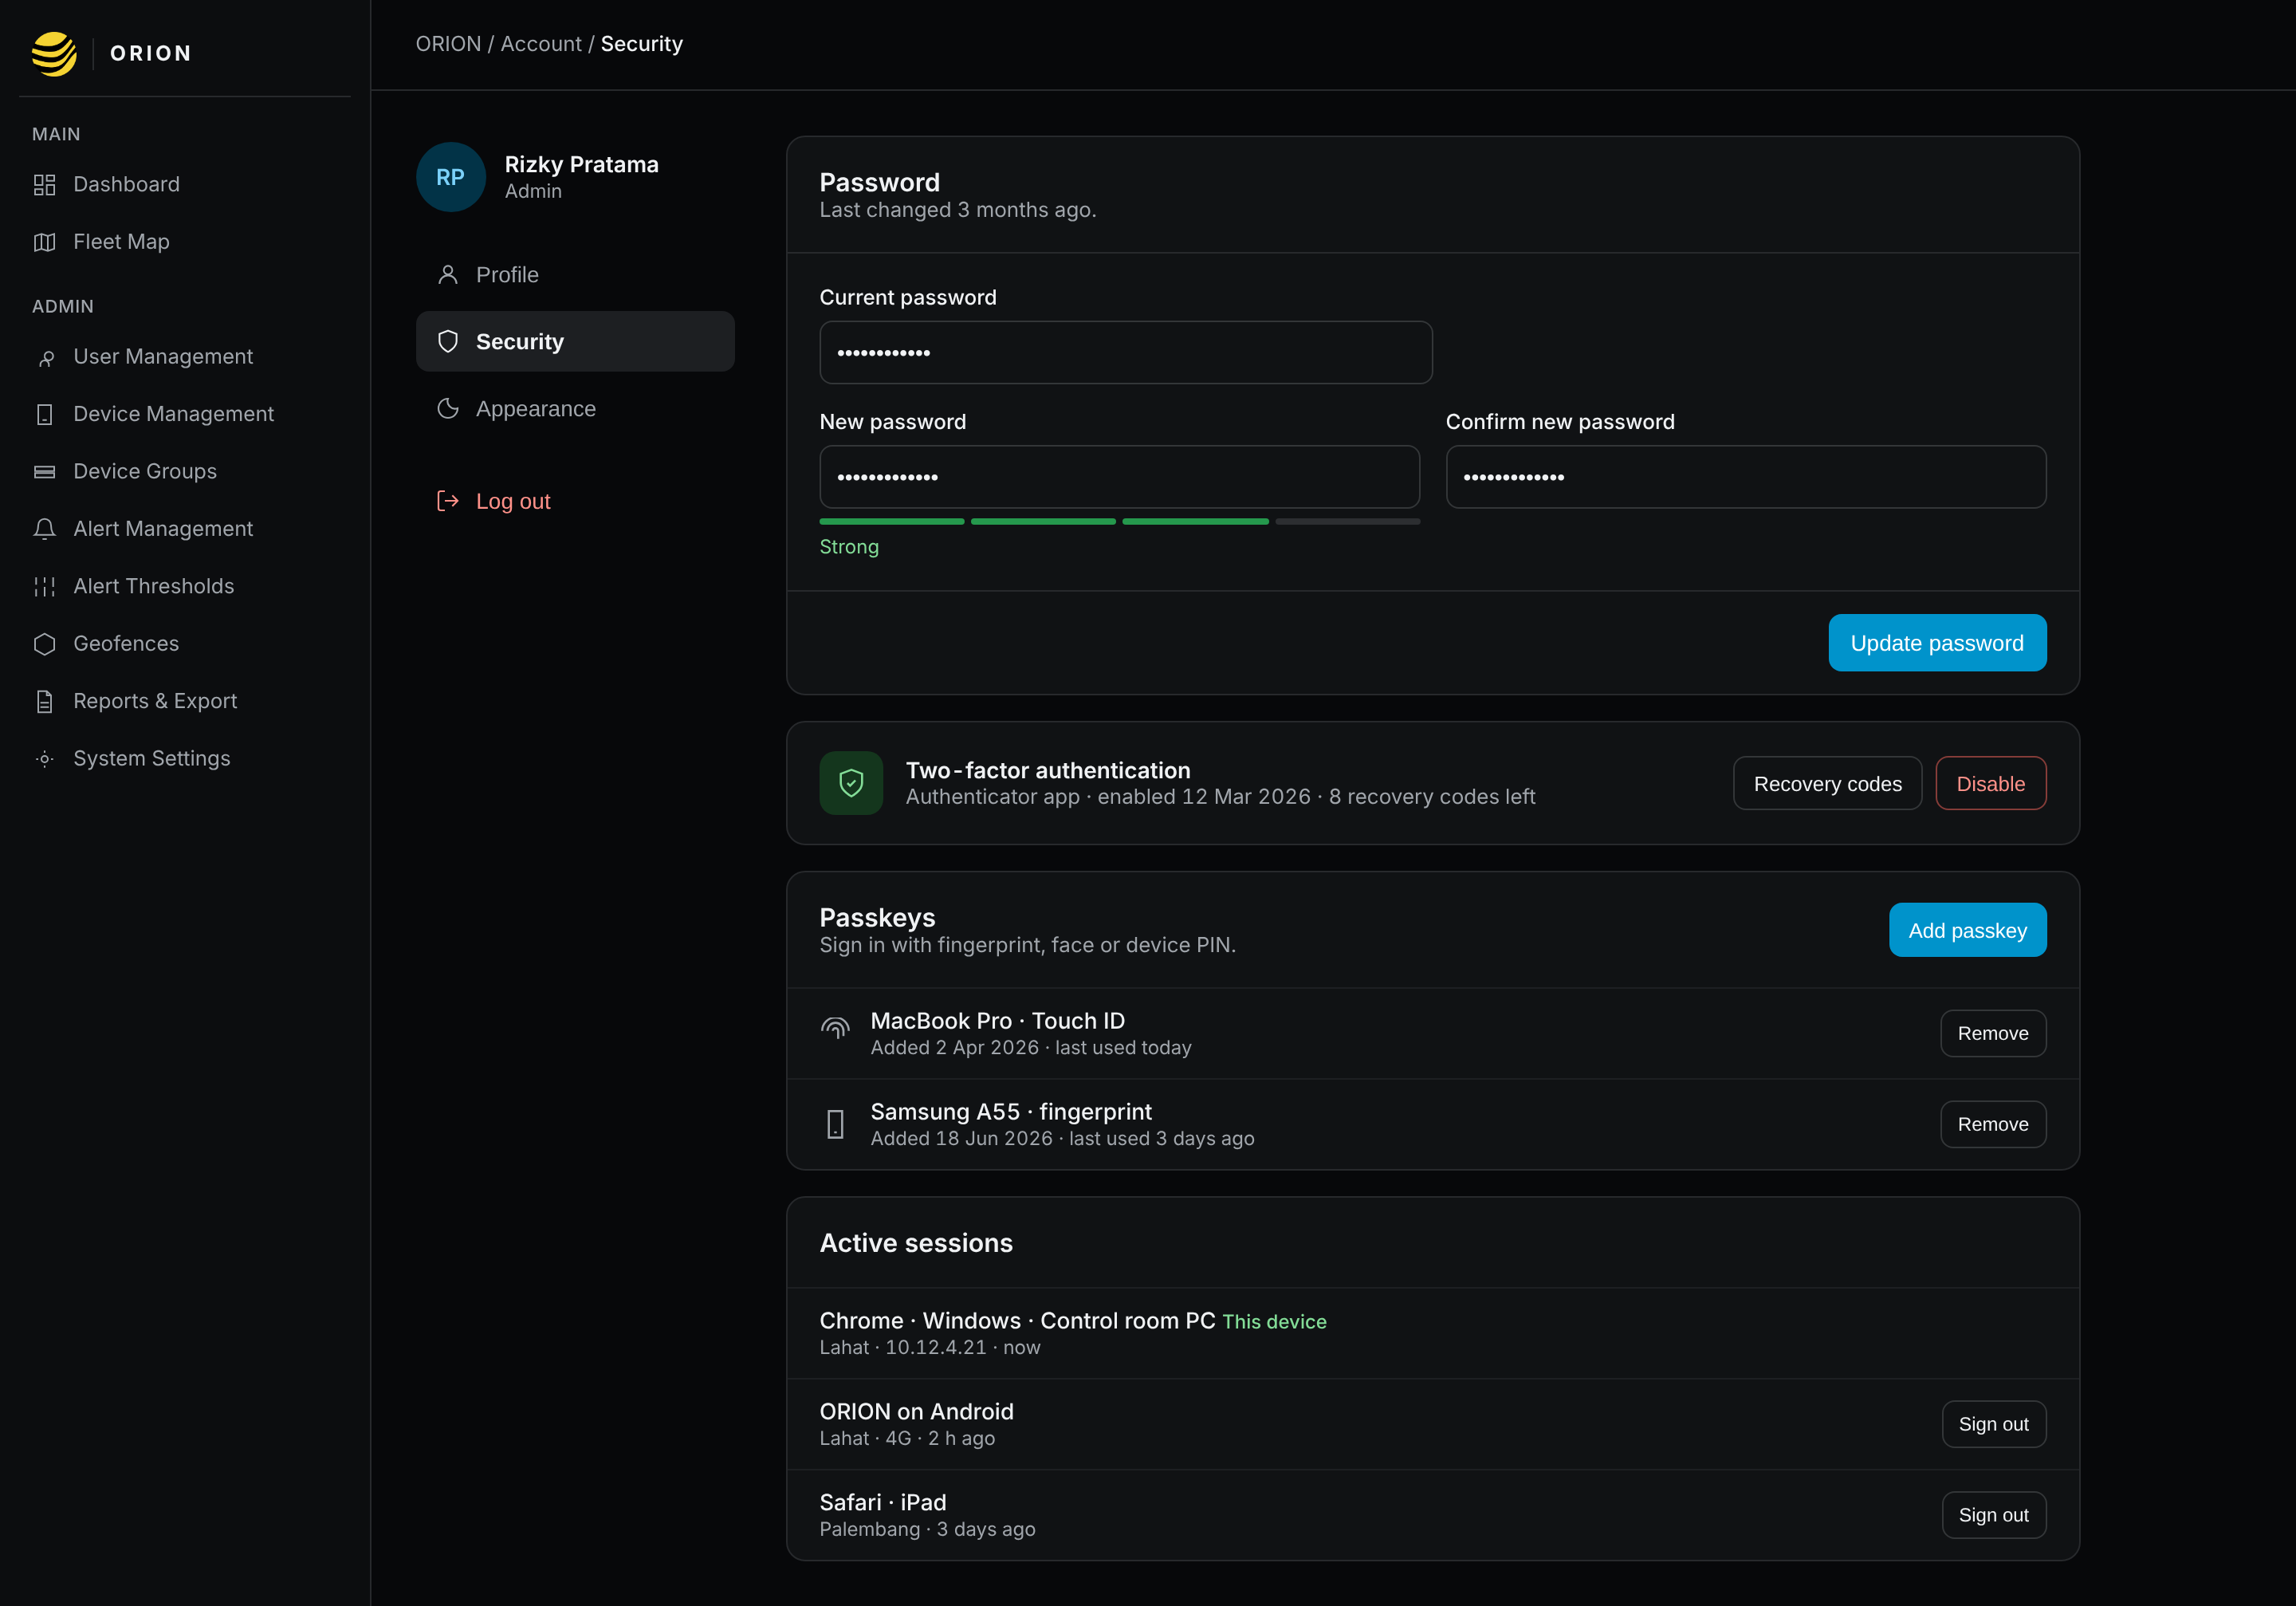 ORION
MAIN
Dashboard
Fleet Map
ADMIN
User Management
Device Management
Device Groups
Alert Management
Alert Thresholds
Geofences
Reports & Export
System Settings
ORION / Account / Security
RP
Rizky Pratama
Admin
Profile
Security
Appearance
Log out
Password
Last changed 3 months ago.
Current password
••••••••••••
New password
•••••••••••••
Strong
Confirm new password
•••••••••••••
Update password
Two-factor authentication
Authenticator app · enabled 12 Mar 2026 · 8 recovery codes left
Recovery codes
Disable
Passkeys
Sign in with fingerprint, face or device PIN.
Add passkey
MacBook Pro · Touch ID
Added 2 Apr 2026 · last used today
Remove
Samsung A55 · fingerprint
Added 18 Jun 2026 · last used 3 days ago
Remove
Active sessions
Chrome · Windows · Control room PC This device
Lahat · 10.12.4.21 · now
ORION on Android
Lahat · 4G · 2 h ago
Sign out
Safari · iPad
Palembang · 3 days ago
Sign out